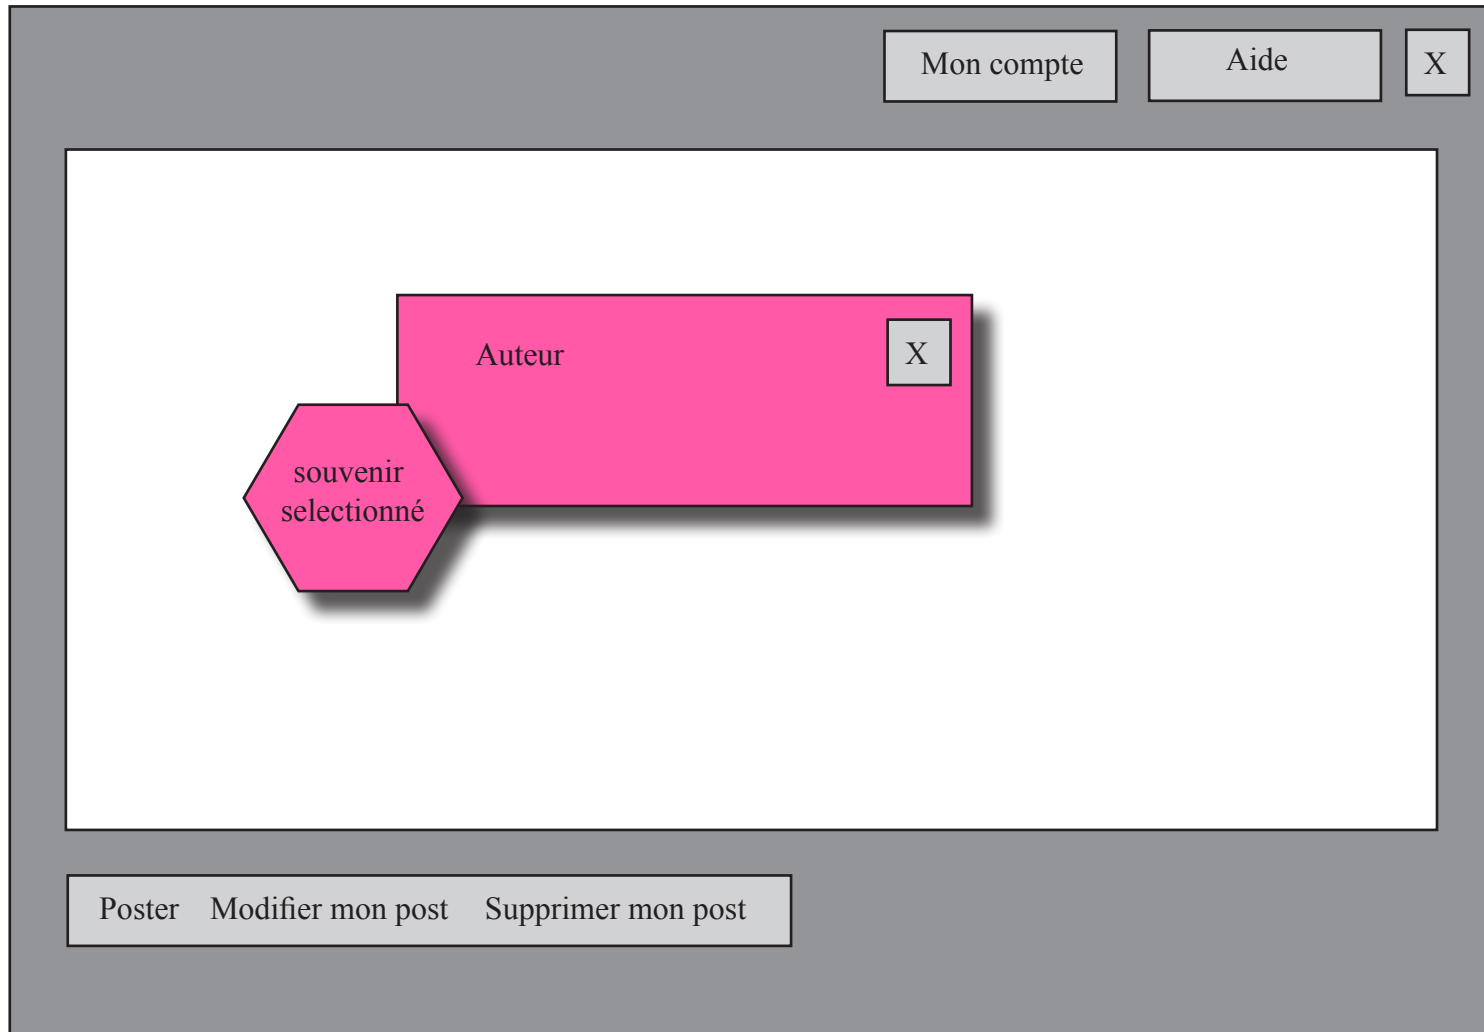 Mon compte
Aide
X
Auteur
X
souvenir
selectionné
Poster Modifier mon post Supprimer mon post